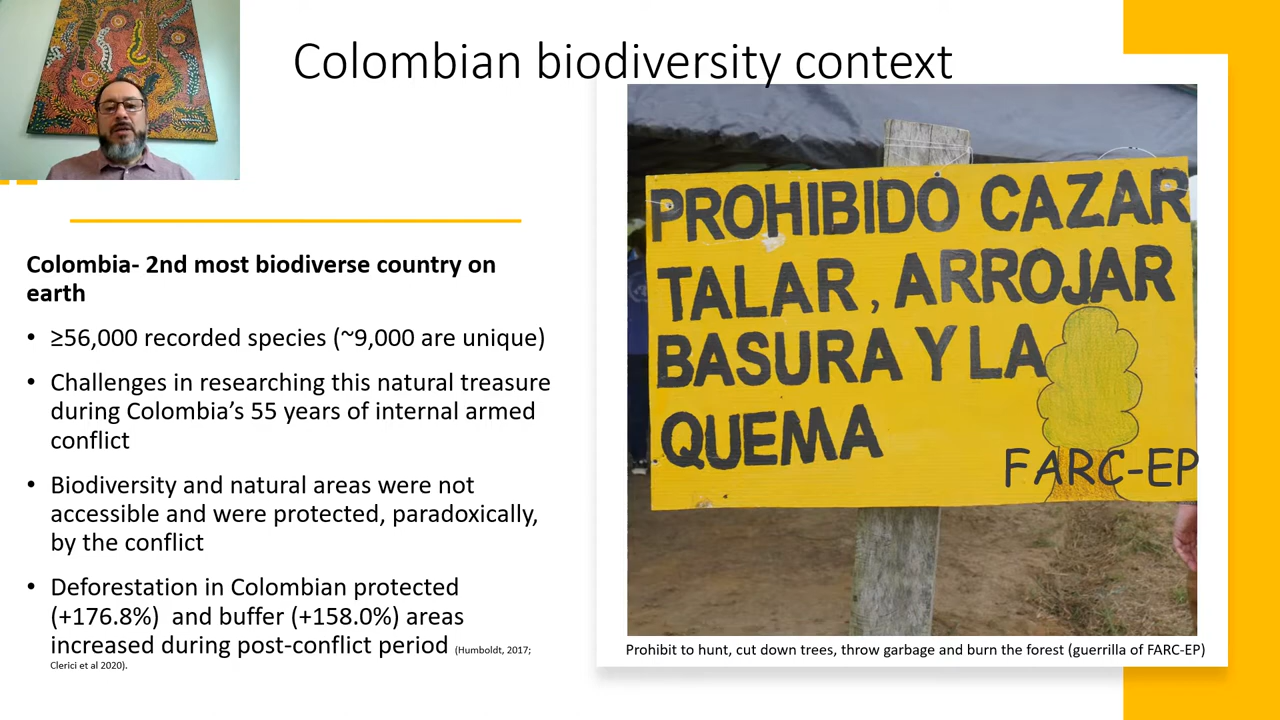 Colombian biodiversity context
Colombia- 2nd most biodiverse country on
earth
• ≥56,000 recorded species (~9,000 are unique)
• Challenges in researching this natural treasure
during Colombia’s 55 years of internal armed
conflict
• Biodiversity and natural areas were not
accessible and were protected, paradoxically,
by the conflict
• Deforestation in Colombian protected
(+176.8%) and buffer (+158.0%) areas
increased during post-conflict period (Humboldt, 2017;
Clerici et al 2020).
PROHIBIDO CAZAR
TALAR, ARROJAR
BASURA Y LA
QUEMA
FARC-EP
Prohibit to hunt, cut down trees, throw garbage and burn the forest (guerrilla of FARC-EP)